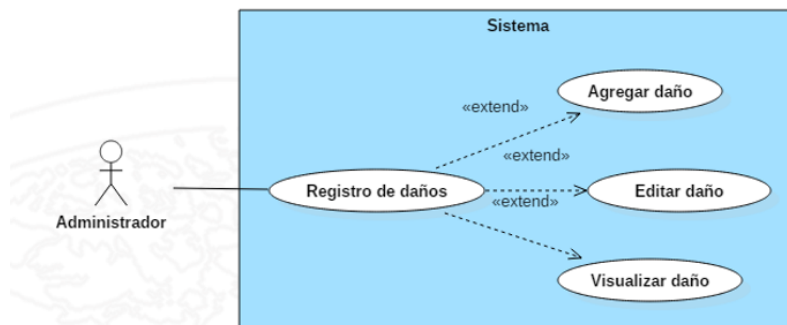 Sistema
Agregar daño
«extend»
«extend»
Registro de daños
Editar daño
«extend»
Administrador
Visualizar daño